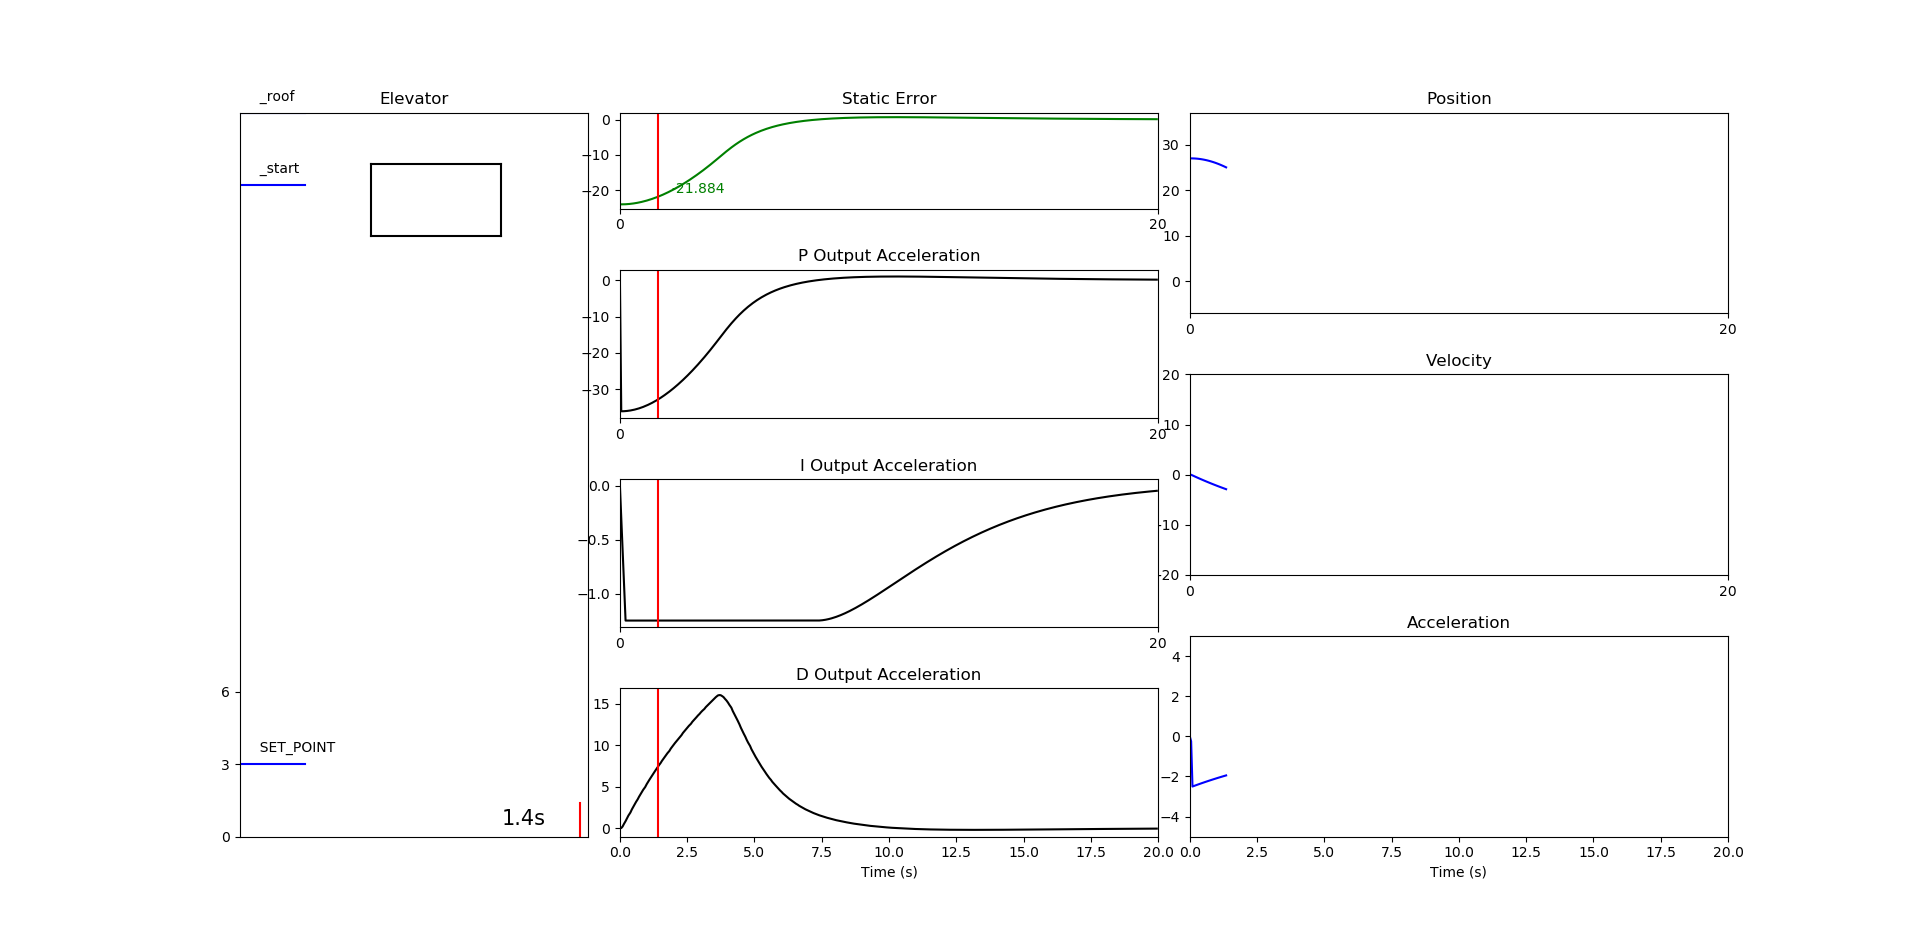 _roof
Elevator
_start
6
SET_POINT
3
1.4s
0
Static Error
0
−10
−20
-21.884
0 20
P Output Acceleration
0
−10
−20
−30
0 20
I Output Acceleration
0.0
−0.5
−1.0
0 20
D Output Acceleration
15
10
5
0
0.0 2.5 5.0 7.5 10.0 12.5 15.0 17.5 20.0
Time (s)
Position
30
20
10
0
0 20
Velocity
20
10
0
−10
−20
0 20
Acceleration
4
2
0
−2
−4
0.0 2.5 5.0 7.5 10.0 12.5 15.0 17.5 20.0
Time (s)